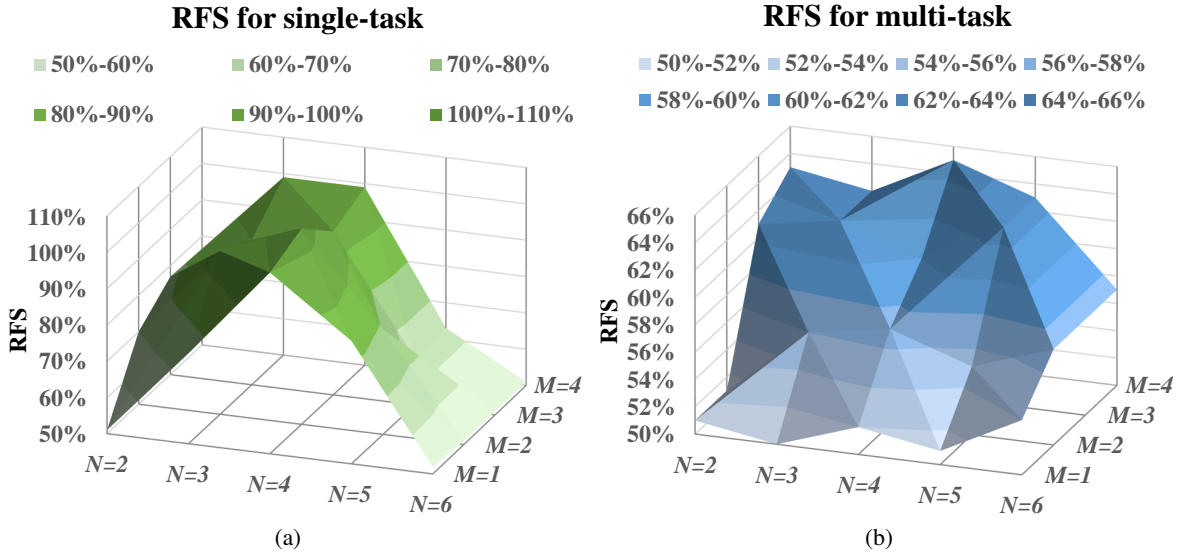 RFS for single-task
50%-60% 60%-70% 70%-80%
80%-90% 90%-100% 100%-110%
110%
100%
90%
80%
70%
60%
50%
RFS
N=2 N=3 N=4 N=5 N=6
M=1 M=2 M=3 M=4
(a)
RFS for multi-task
50%-52% 52%-54% 54%-56% 56%-58%
58%-60% 60%-62% 62%-64% 64%-66%
66%
64%
62%
60%
58%
56%
54%
52%
50%
RFS
N=2 N=3 N=4 N=5 N=6
M=1 M=2 M=3 M=4
(b)